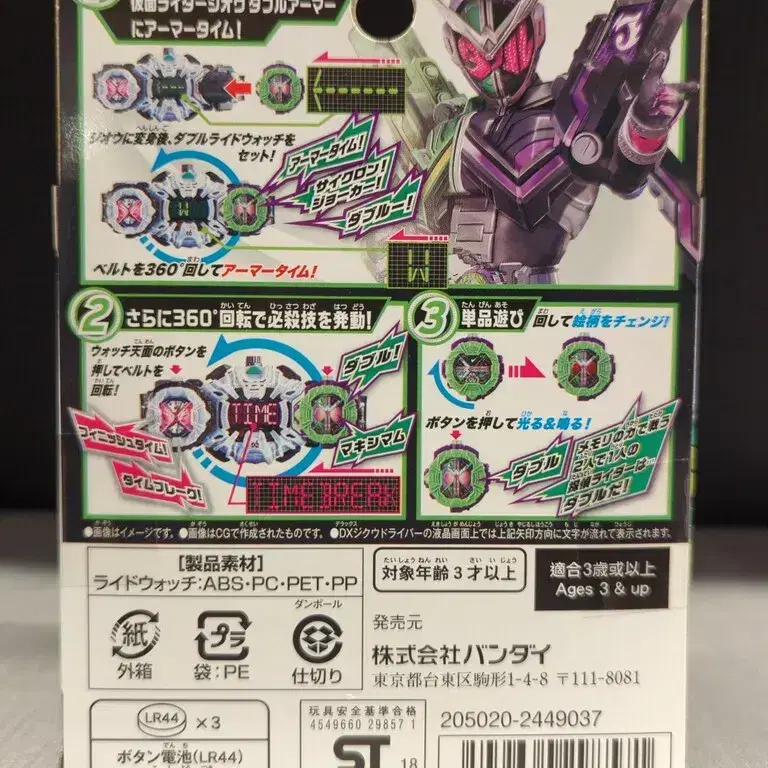 仮面ライダージオウ ダブルアーマー
にアーマータイム!
ジオウに変身後、ダブルライドウォッチを
セット!
アーマータイム!
サイクロン!
ジョーカー!
ダブルー!
ベルトを360°回してアーマータイム!
2 さらに360°回転で必殺技を発動!
ウォッチ天面のボタンを
押してベルトを
回転!
TIME
ダブル!
マキシマム
フィニッシュタイム!
タイムブレーク!
TIMEBREAK
3 単品遊び 回して絵柄をチェンジ!
ボタンを押して光る&鳴る!
ダブル
メモリの力で戦う
2人で1人の
探偵ライダーは…
ダブルだ!
●画像はイメージです。 ●画像はCGで作成されたものです。 ●DXジクウドライバーの液晶画面上では上記矢印方向に文字が流れて表示されます。
【製品素材】
ライドウォッチ:ABS・PC・PET・PP
紙
外箱
プラ
袋:PE
ダンボール
仕切り
対象年齢3才以上
適合3歳或以上
Ages 3 & up
発売元
株式会社バンダイ
東京都台東区駒形1-4-8 〒111-8081
LR44 ×3
ボタン電池(LR44)
玩具安全基準合格
4549660 29857 1
ST 18
205020-2449037